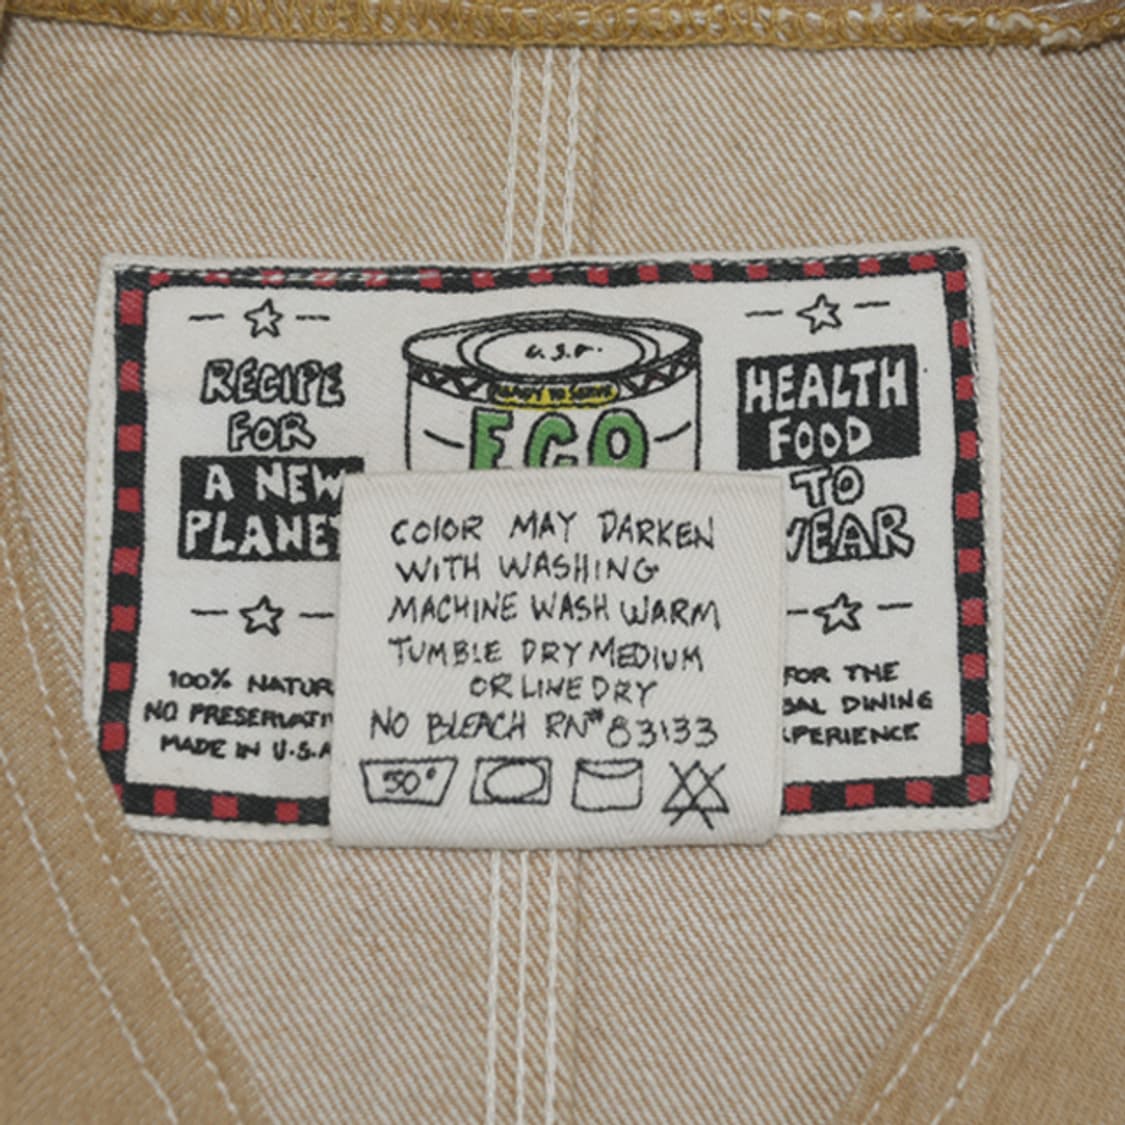 RECIPE
FOR
A NEW
PLANET
100% NATUR
NO PRESERVATI
MADE IN U.S.A
u.s.a.
READY TO SERVE
ECO
HEALTH
FOOD
TO
WEAR
FOR THE
BAL DINING
XPERIENCE
COlOR MAY DARKEN
WITH WASHING
MACHINE WASH WARM
TUMBLE DRY MEDIUM
OR LINE DRY
NO BLEACH RN# 83133
50°